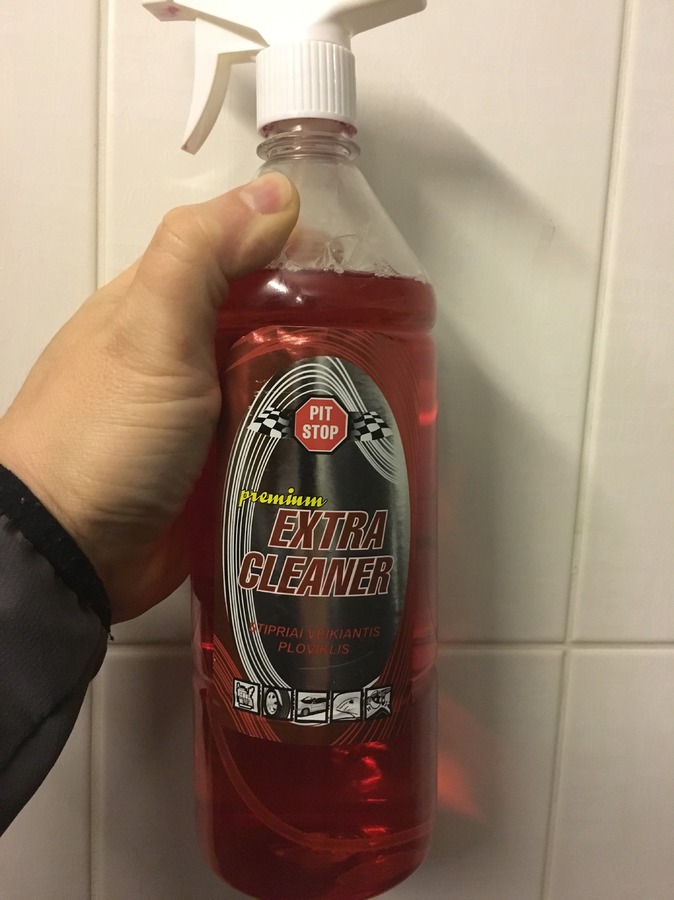 PIT
STOP
premium
EXTRA
CLEANER
STIPRIAI VEIKIANTIS
PLOVIKLIS